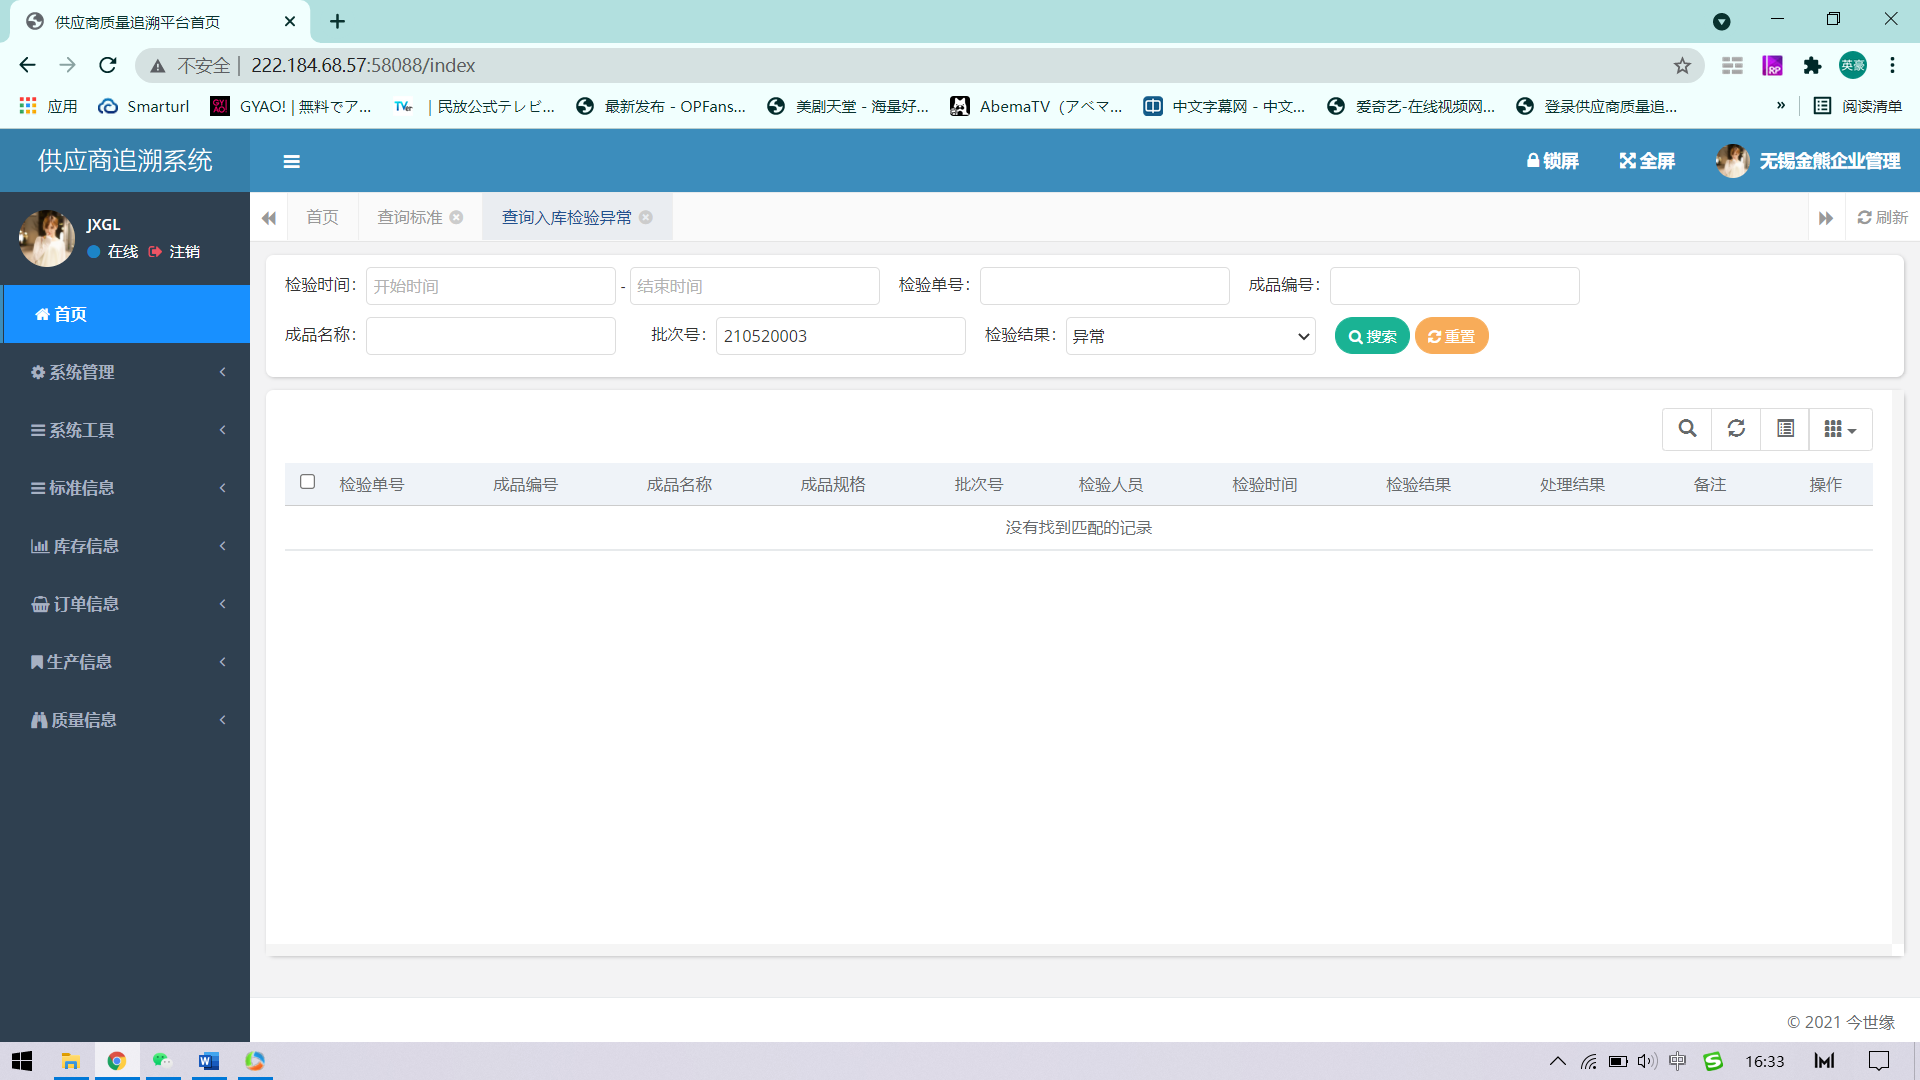 供应商质量追溯平台首页
不安全 | 222.184.68.57:58088/index
英豪
应用 Smarturl GYAO! | 無料でア... | 民放公式テレビ... 最新发布 - OPFans... 美剧天堂 - 海量好... AbemaTV（アベマ... 中文字幕网 - 中文... 爱奇艺-在线视频网... 登录供应商质量追... » 阅读清单
供应商追溯系统
锁屏 全屏 无锡金熊企业管理
JXGL
在线 注销
首页 查询标准 查询入库检验异常 刷新
首页
系统管理
系统工具
标准信息
库存信息
订单信息
生产信息
质量信息
检验时间： 开始时间 - 结束时间 检验单号： 成品编号：
成品名称： 批次号： 210520003 检验结果： 异常 搜索 重置
检验单号 成品编号 成品名称 成品规格 批次号 检验人员 检验时间 检验结果 处理结果 备注 操作
没有找到匹配的记录
© 2021 今世缘
中 16:33